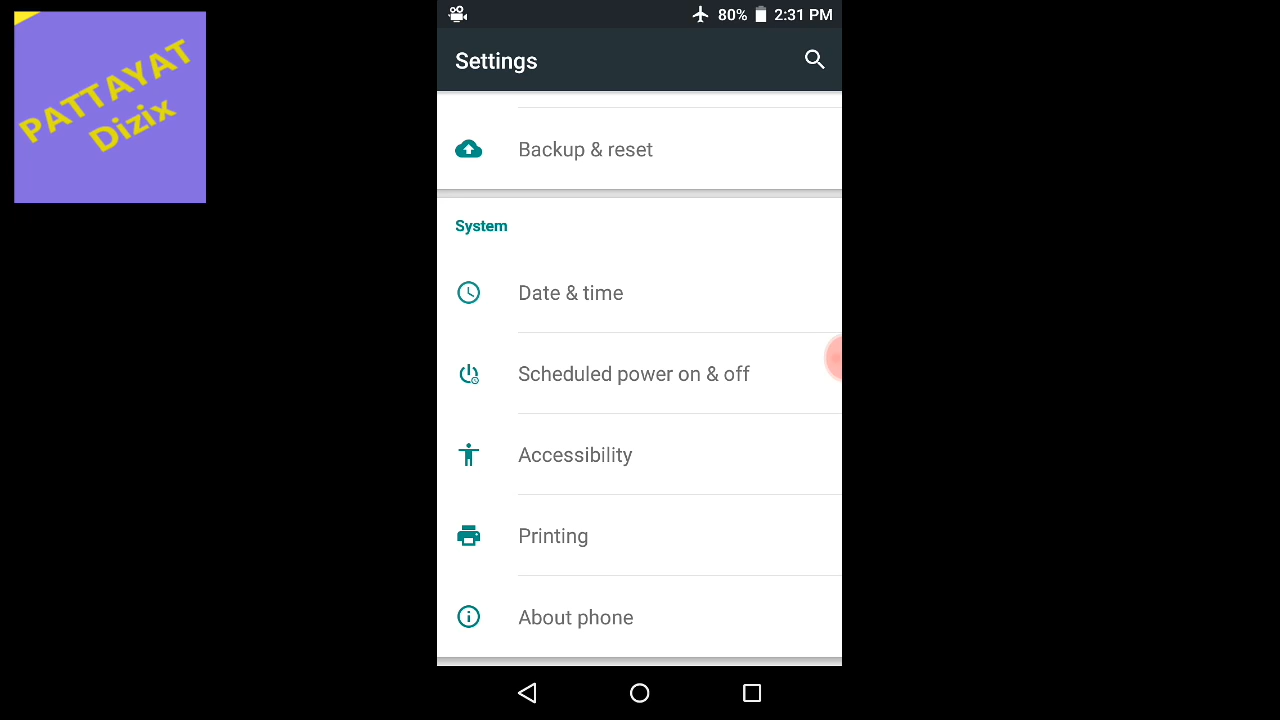 PATTAYAT
Dizix
80% 2:31 PM
Settings
Backup & reset
System
Date & time
Scheduled power on & off
Accessibility
Printing
About phone